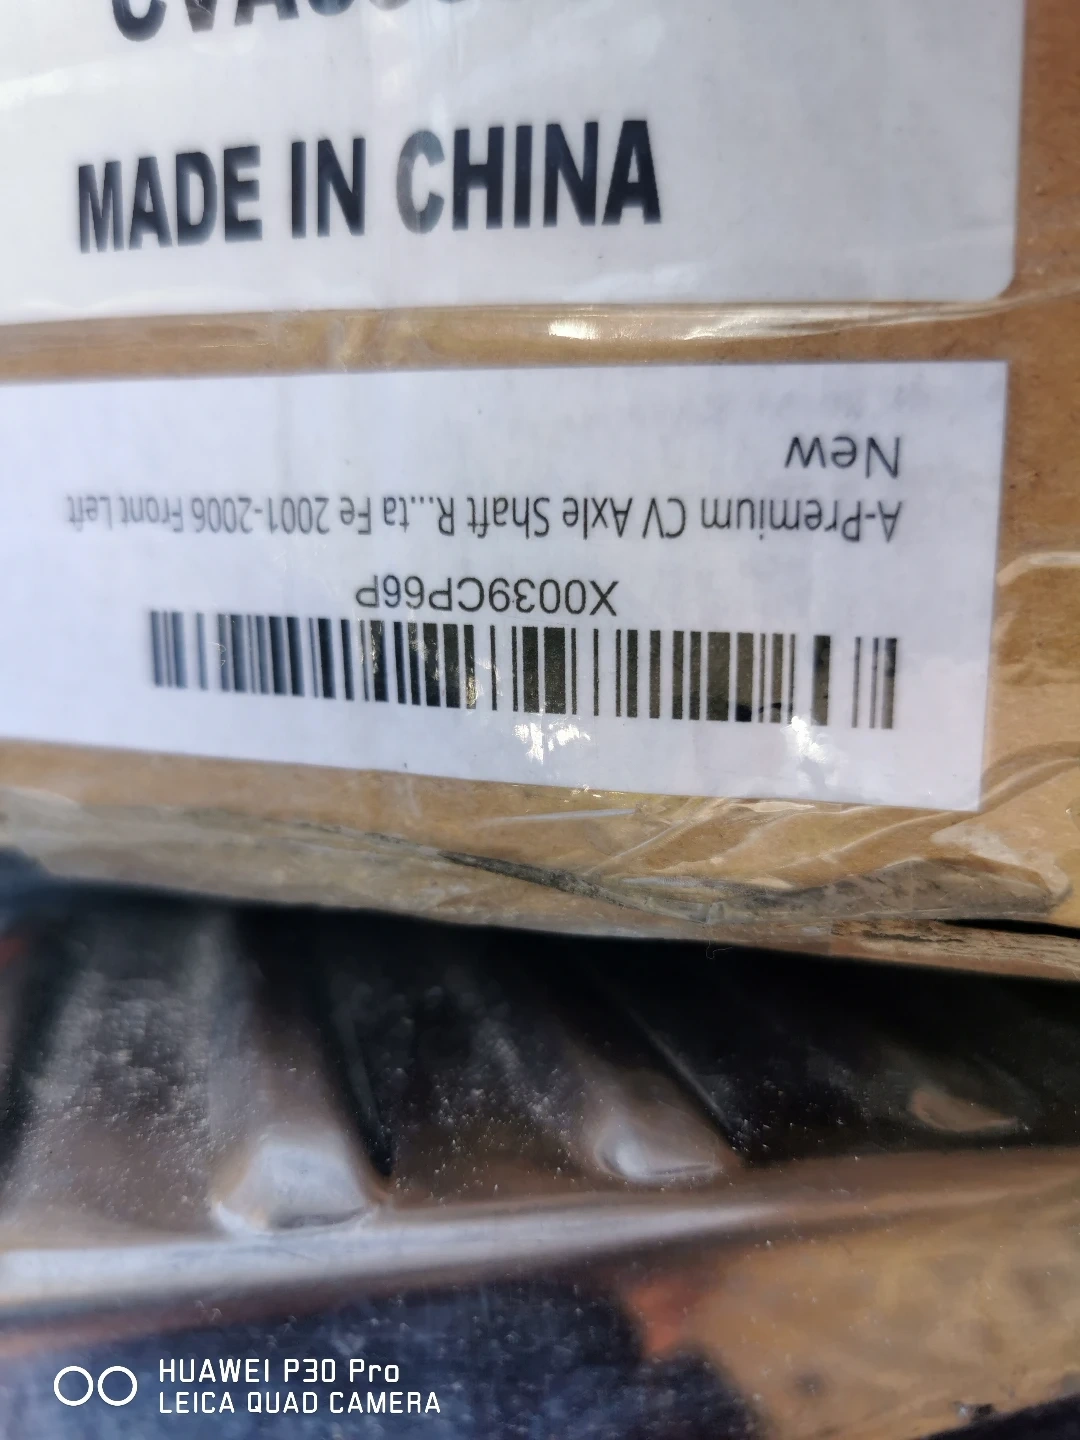 MADE IN CHINA
New
A-Premium CV Axle Shaft R...ta Fe 2001-2006 Front Left
X0039CP66P
HUAWEI P30 Pro
LEICA QUAD CAMERA